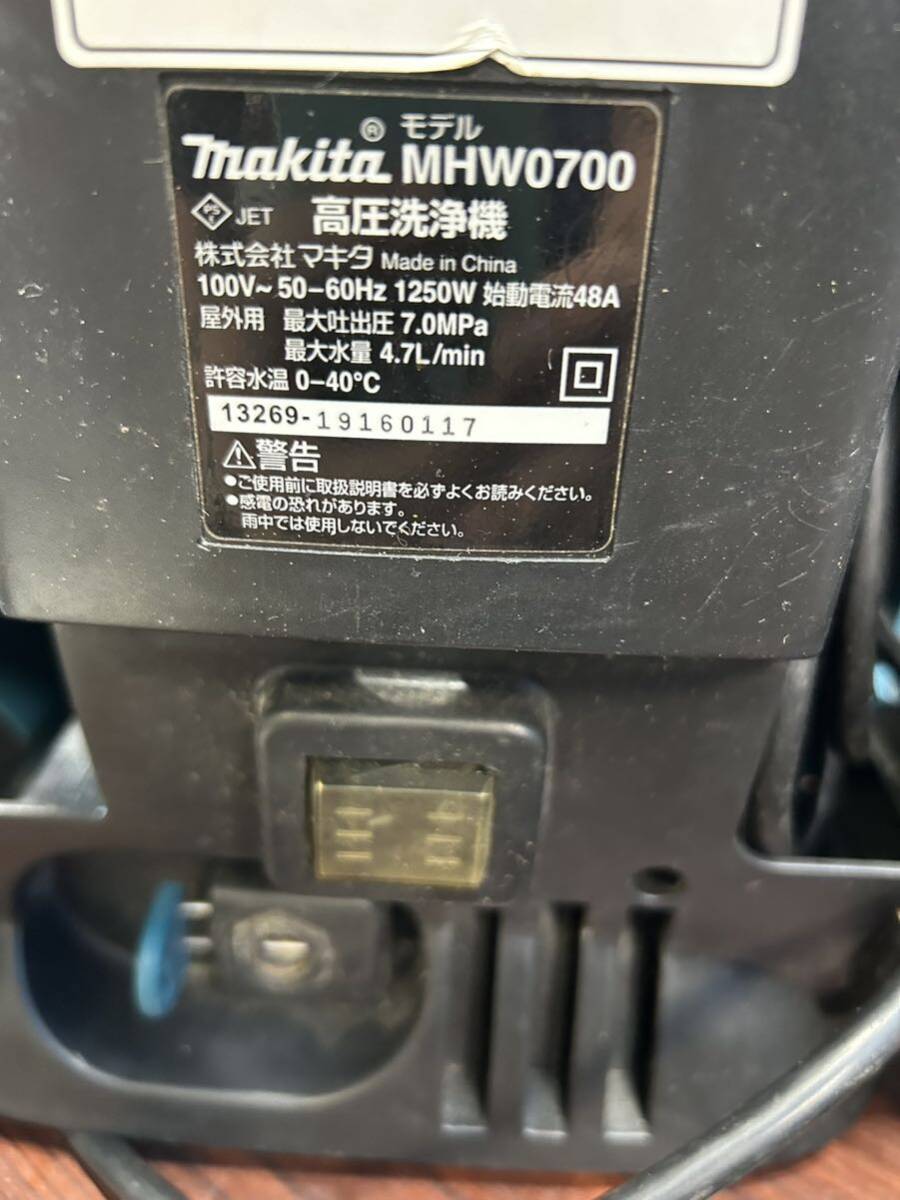 モデル
makita® MHW0700
PS E JET 高圧洗浄機
株式会社マキタ Made in China
100V~ 50-60Hz 1250W 始動電流48A
屋外用 最大吐出圧 7.0MPa
最大水量 4.7L/min
許容水温 0-40°C
13269-19160117
警告
●ご使用前に取扱説明書を必ずよくお読みください。
●感電の恐れがあります。
雨中では使用しないでください。